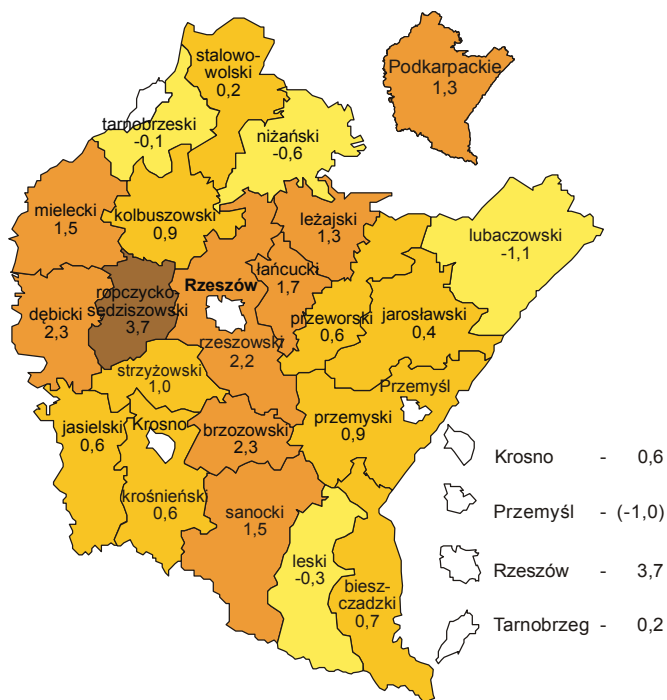 stalowo-
wolski
0,2
Podkarpackie
1,3
tarnobrzeski
-0,1
niżański
-0,6
mielecki
1,5
kolbuszowski
0,9
leżajski
1,3
lubaczowski
-1,1
łańcucki
1,7
Rzeszów
ropczycko-
sędziszowski
3,7
dębicki
2,3
przeworski
0,6
jarosławski
0,4
rzeszowski
2,2
strzyżowski
1,0
Przemyśl
przemyski
0,9
jasielski
0,6
Krosno
brzozowski
2,3
krośnieński
0,6
sanocki
1,5
leski
-0,3
biesz-
czadzki
0,7
Krosno - 0,6
Przemyśl - (-1,0)
Rzeszów - 3,7
Tarnobrzeg - 0,2